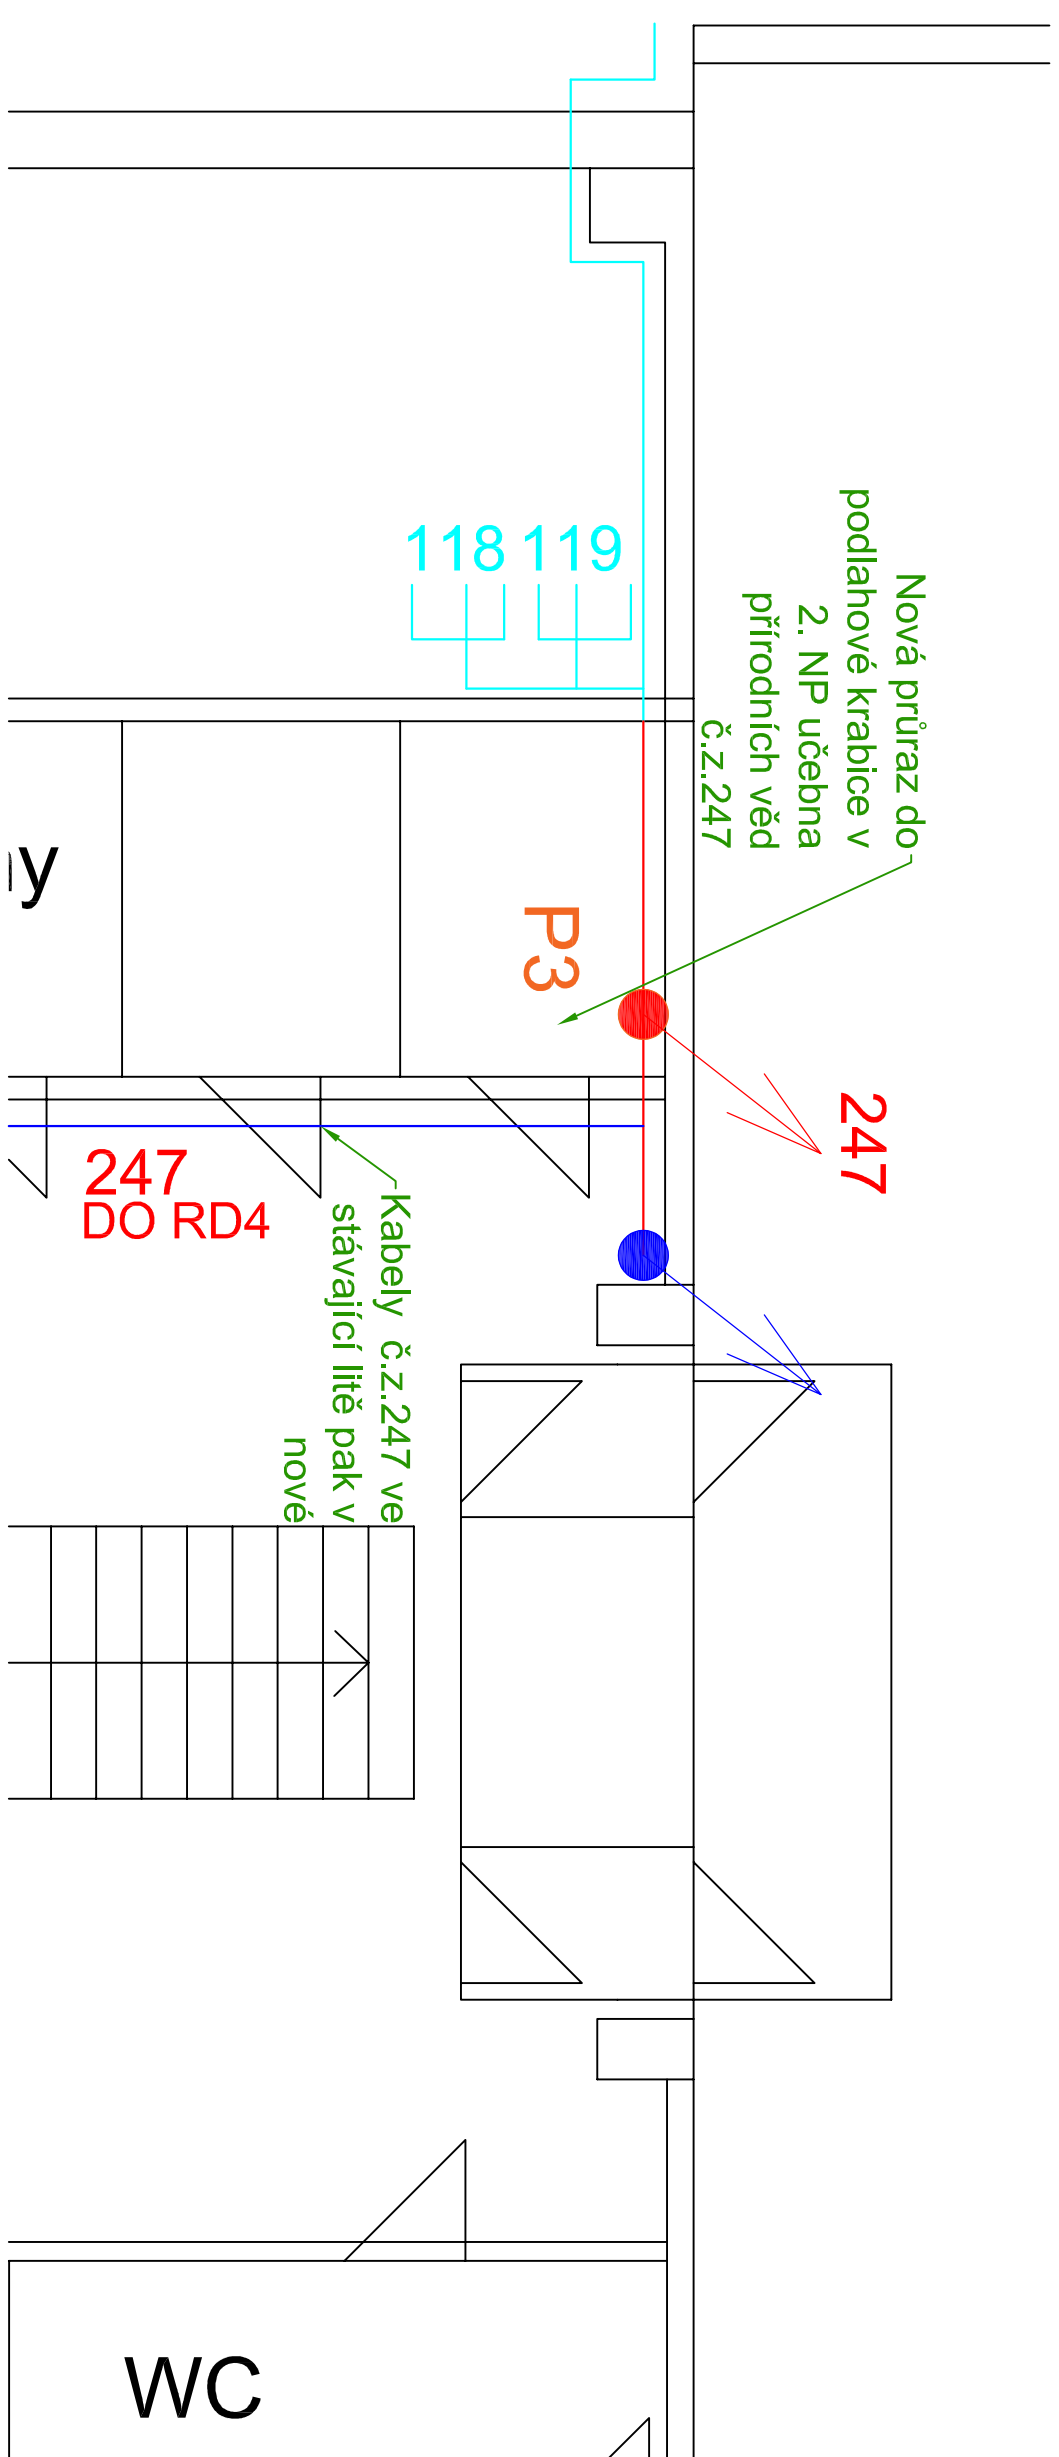 118 119
Nová průraz do
podlahové krabice v
2. NP učebna
přírodních věd
č.z.247
P3
247
247
DO RD4
Kabely č.z.247 ve
stávající litě pak v
nové
WC